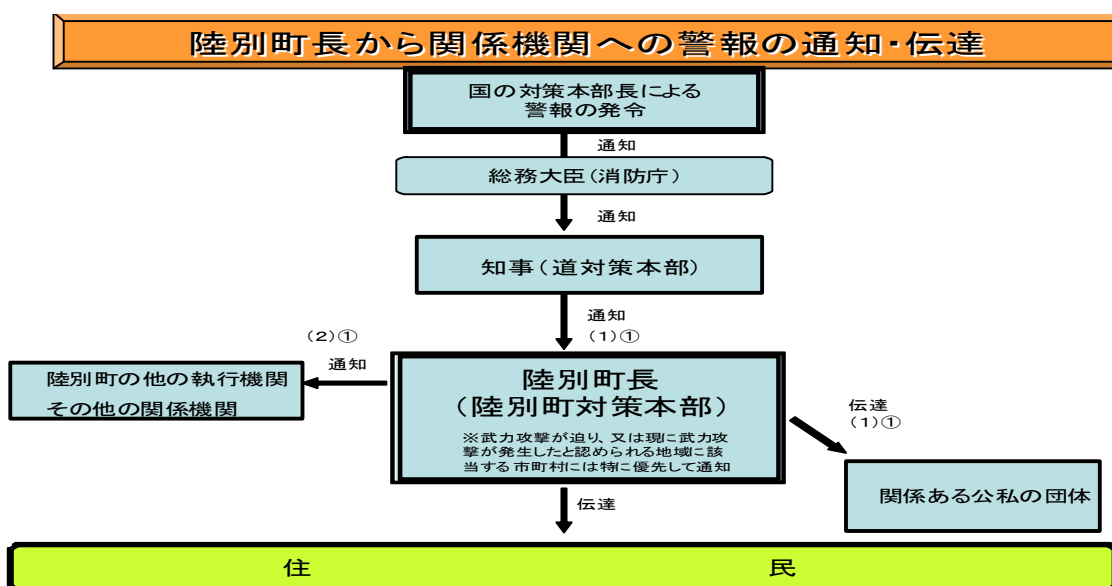 陸別町長から関係機関への警報の通知・伝達
国の対策本部長による
警報の発令
通知
総務大臣(消防庁)
通知
知事(道対策本部)
通知
(1)①
(2)①
通知
陸別町の他の執行機関
その他の関係機関
陸別町長
(陸別町対策本部)
※武力攻撃が迫り、又は現に武力攻
撃が発生したと認められる地域に該
当する市町村には特に優先して通知
伝達
(1)①
関係ある公私の団体
伝達
住 民